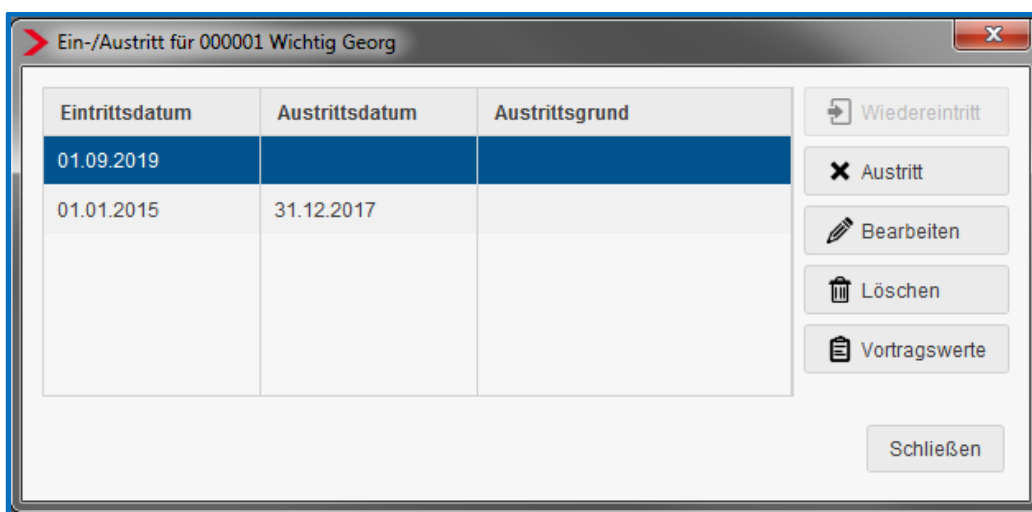 Ein-/Austritt für 000001 Wichtig Georg
Eintrittsdatum Austrittsdatum Austrittsgrund
01.09.2019
01.01.2015 31.12.2017
Wiedereintritt
Austritt
Bearbeiten
Löschen
Vortragswerte
Schließen